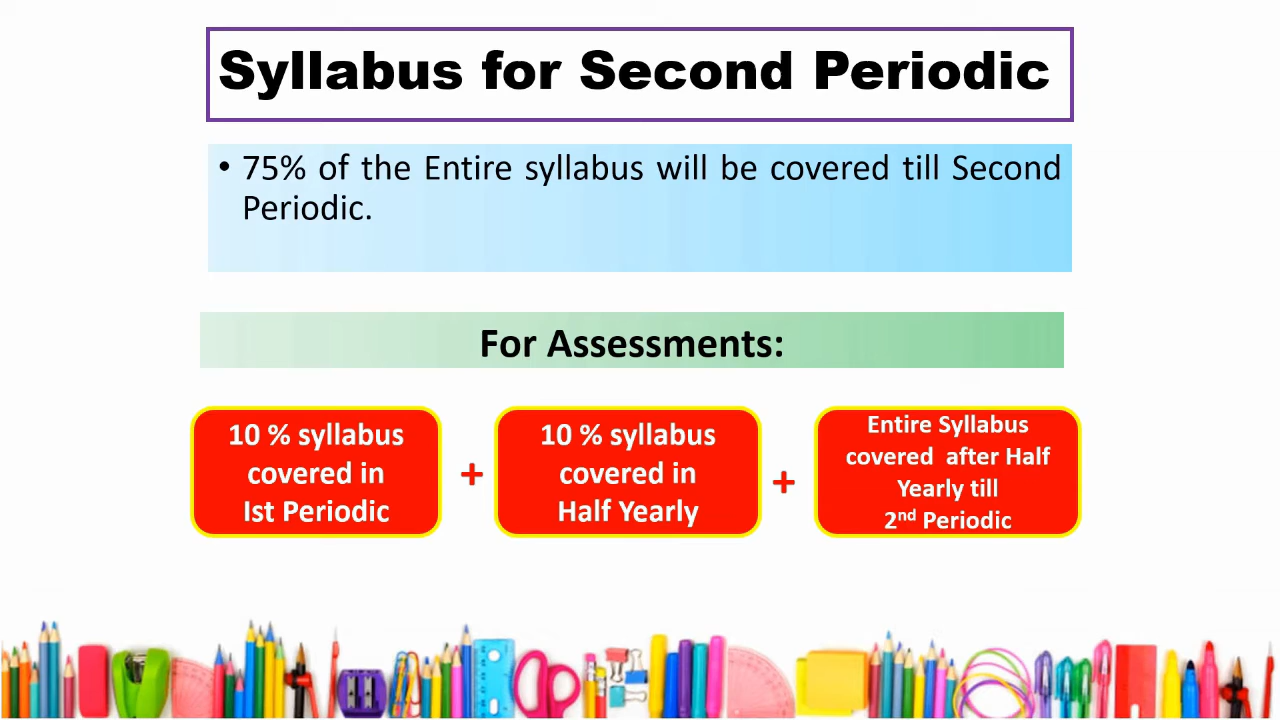 Syllabus for Second Periodic
• 75% of the Entire syllabus will be covered till Second
Periodic.
For Assessments:
10 % syllabus
covered in
Ist Periodic
+
10 % syllabus
covered in
Half Yearly
+
Entire Syllabus
covered after Half
Yearly till
2nd Periodic